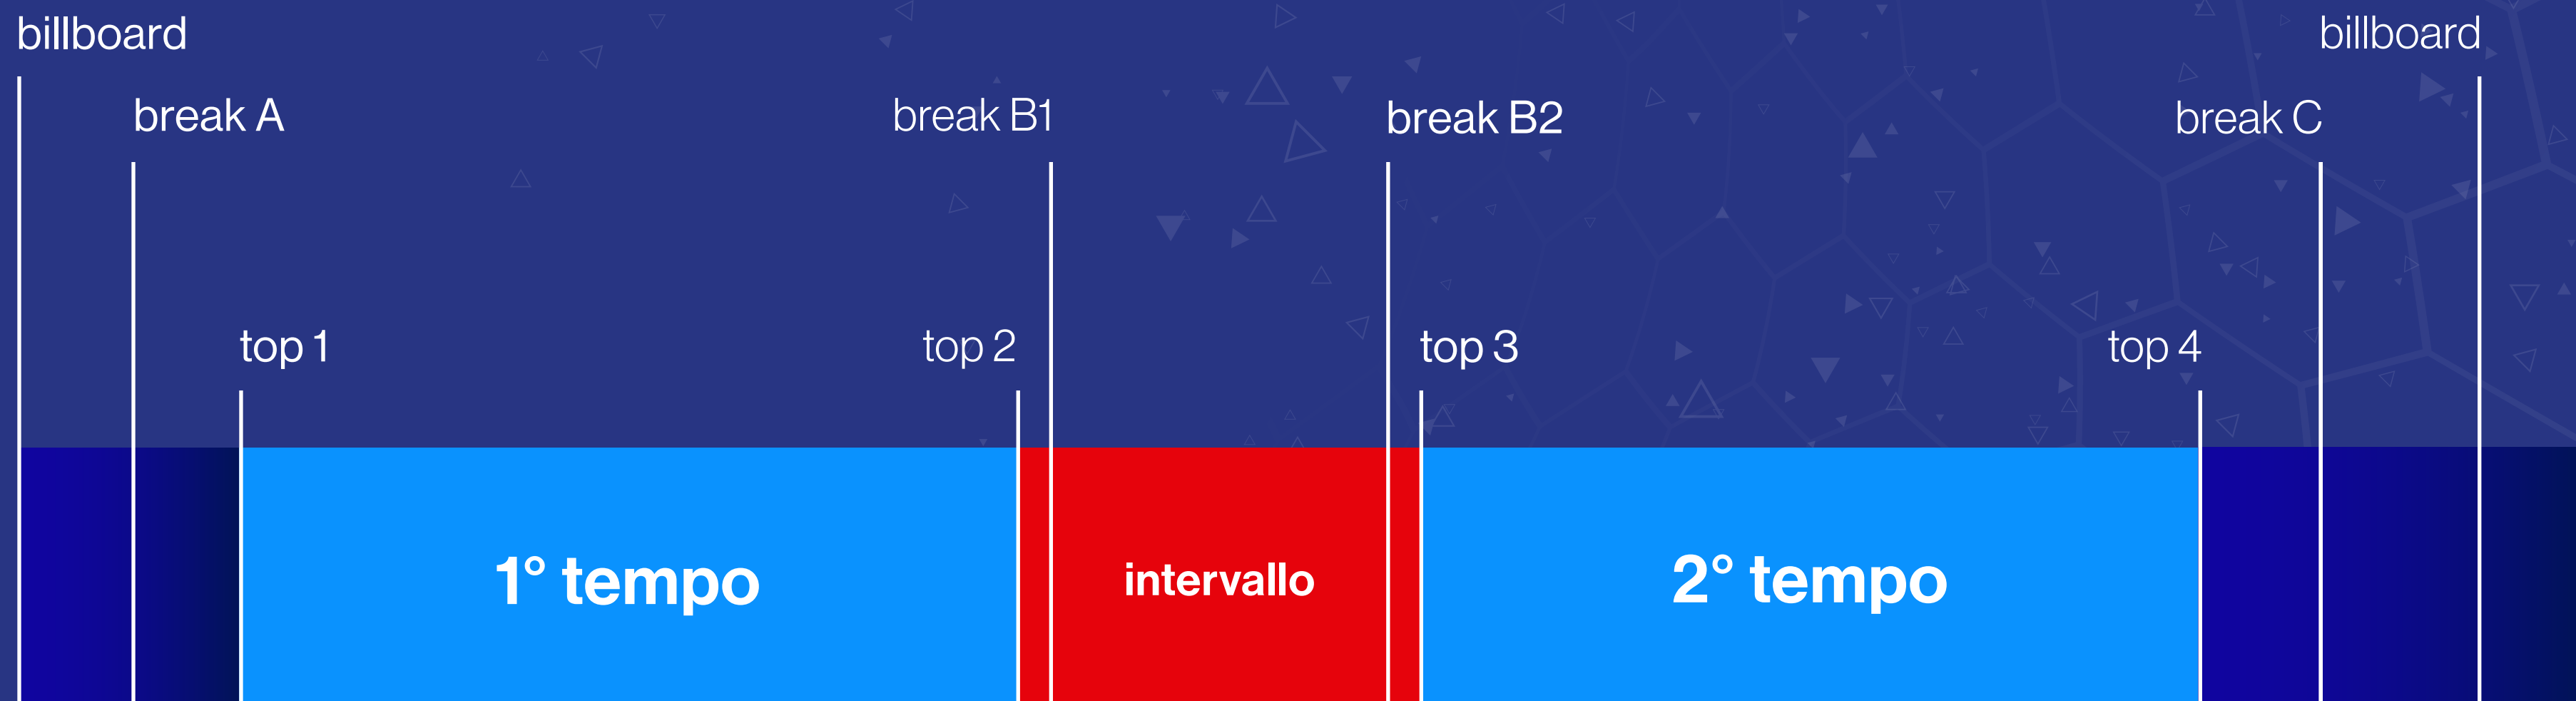 billboard
billboard
break A
break B1
break B2
break C
top 1
top 2
top 3
top 4
1° tempo
intervallo
2° tempo